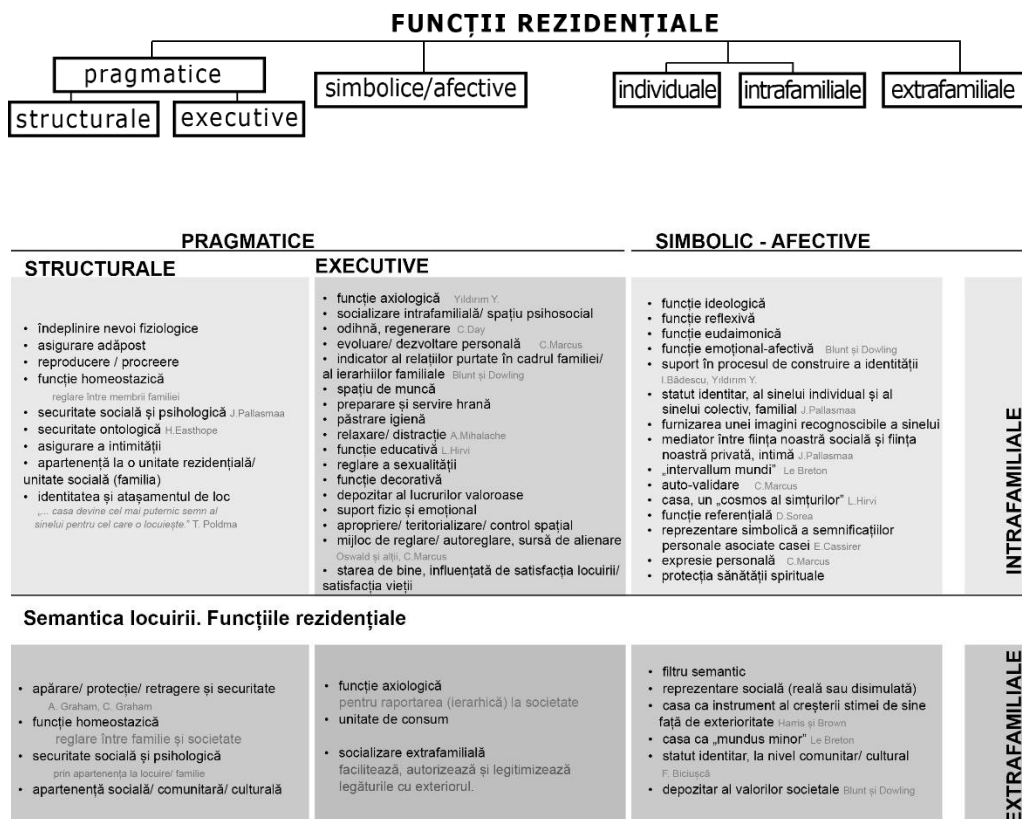 FUNCȚII REZIDENȚIALE
pragmatice
simbolice/afective
individuale
intrafamiliale
extrafamiliale
structurale
executive
PRAGMATICE
SIMBOLIC - AFECTIVE
STRUCTURALE
EXECUTIVE
• îndeplinire nevoi fiziologice
• asigurare adăpost
• reproducere / procreere
• funcție homeostazică
reglare între membrii familiei
• securitate socială și psihologică J.Pallasmaa
• securitate ontologică H.Easthope
• asigurare a intimității
• apartenență la o unitate rezidențială/
unitate socială (familia)
• identitatea și atașamentul de loc
„... casa devine cel mai puternic semn al
sinelui pentru cel care o locuiește.” T. Poldma
• funcție axiologică Yıldırım Y.
• socializare intrafamilială/ spațiu psihosocial
• odihnă, regenerare C.Day
• evoluare/ dezvoltare personală C.Marcus
• indicator al relațiilor purtate în cadrul familiei/
al ierarhiilor familiale Blunt și Dowling
• spațiu de muncă
• preparare și servire hrană
• păstrare igienă
• relaxare/ distracție A.Mihalache
• funcție educativă L.Hirvi
• reglare a sexualității
• funcție decorativă
• depozitar al lucrurilor valoroase
• suport fizic și emoțional
• apropriere/ teritorializare/ control spațial
• mijloc de reglare/ autoreglare, sursă de alienare
Oswald și alții, C.Marcus
• starea de bine, influențată de satisfacția locuirii/
satisfacția vieții
• funcție ideologică
• funcție reflexivă
• funcție eudaimonică
• funcție emoțional-afectivă Blunt și Dowling
• suport în procesul de construire a identității
I.Bădescu, Yıldırım Y.
• statut identitar, al sinelui individual și al
sinelui colectiv, familial J.Pallasmaa
• furnizarea unei imagini recognoscibile a sinelui
• mediator între ființa noastră socială și ființa
noastră privată, intimă J.Pallasmaa
• „intervallum mundi” Le Breton
• auto-validare C.Marcus
• casa, un „cosmos al simțurilor” L.Hirvi
• funcție referențială D.Sorea
• reprezentare simbolică a semnificațiilor
personale asociate casei E.Cassirer
• expresie personală C.Marcus
• protecția sănătății spirituale
INTRAFAMILIALE
Semantica locuirii. Funcțiile rezidențiale
• apărare/ protecție/ retragere și securitate
A. Graham, C. Graham
• funcție homeostazică
reglare între familie și societate
• securitate socială și psihologică
prin apartenența la locuire/ familie
• apartenență socială/ comunitară/ culturală
• funcție axiologică
pentru raportarea (ierarhică) la societate
• unitate de consum
• socializare extrafamilială
facilitează, autorizează și legitimizează
legăturile cu exteriorul.
• filtru semantic
• reprezentare socială (reală sau disimulată)
• casa ca instrument al creșterii stimei de sine
față de exterioritate Harris și Brown
• casa ca „mundus minor” Le Breton
• statut identitar, la nivel comunitar/ cultural
F. Biciușcă
• depozitar al valorilor societale Blunt și Dowling
EXTRAFAMILIALE